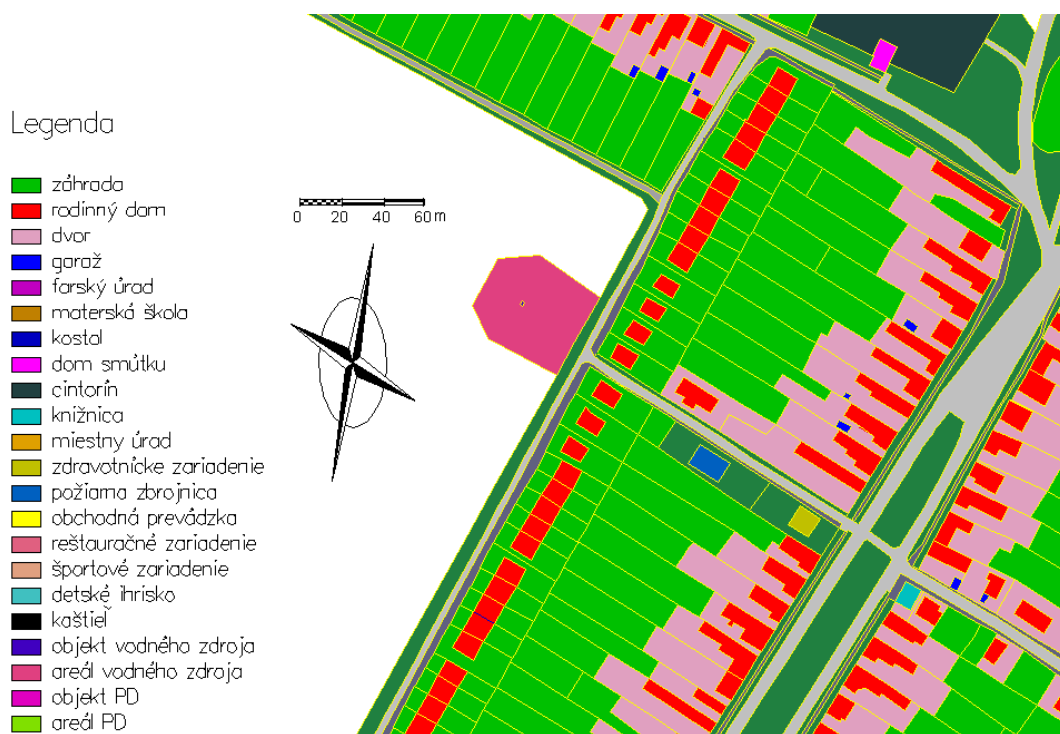 Legenda
záhrada
rodinný dom
dvor
garaž
farský úrad
materská škola
kostol
dom smútku
cintorín
knižnica
miestny úrad
zdravotnícke zariadenie
požiarna zbrojnica
obchodná prevádzka
reštauračné zariadenie
športové zariadenie
detské ihrisko
kaštieľ
objekt vodného zdroja
areál vodného zdroja
objekt PD
areál PD
0 20 40 60 m